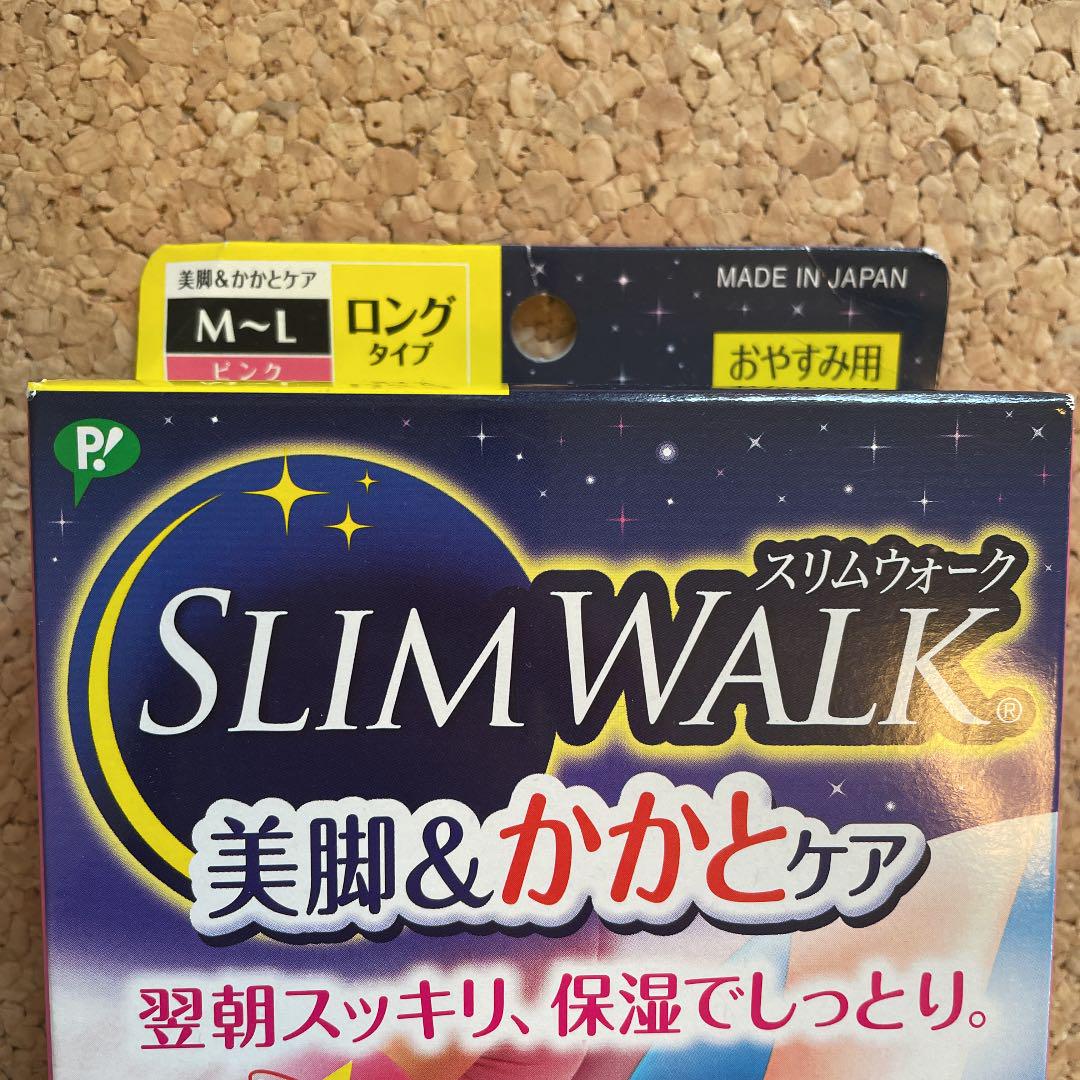 美脚&かかとケア
M〜L
ピンク
ロング
タイプ
MADE IN JAPAN
おやすみ用
P!
スリムウォーク
SLIM WALK®
美脚&かかとケア
翌朝スッキリ、保湿でしっとり。